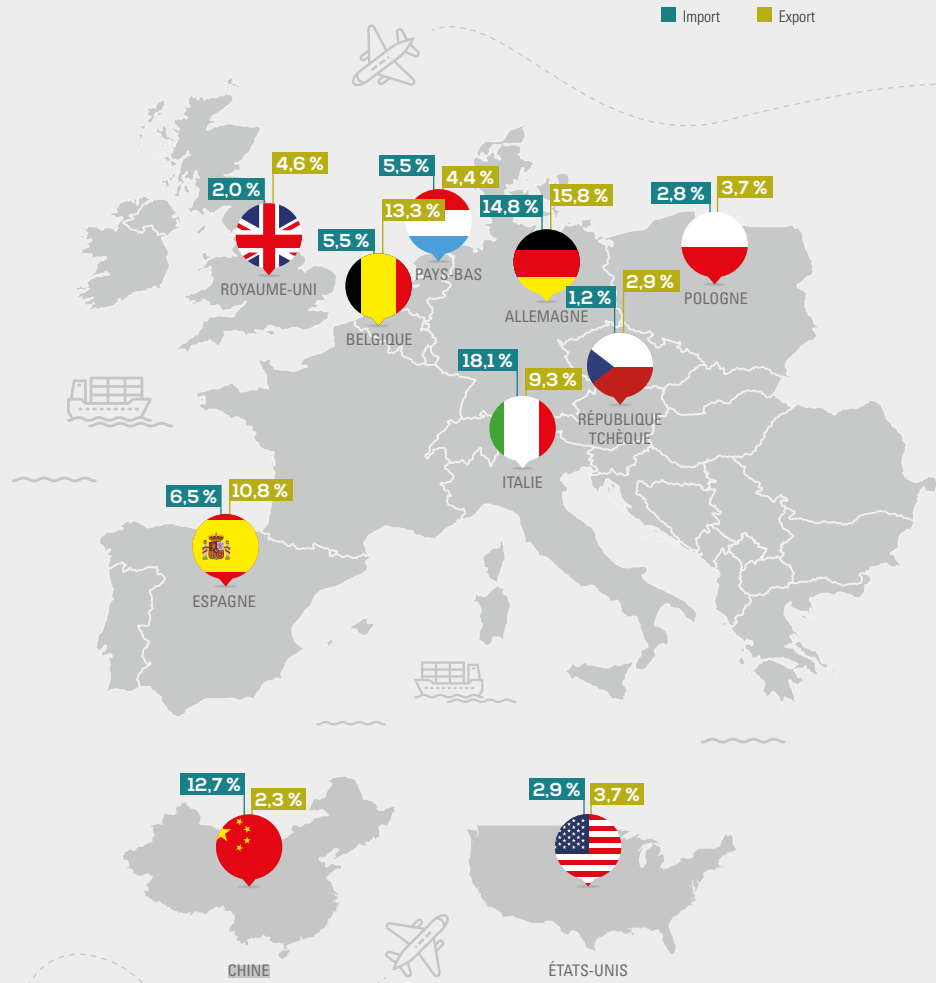 Import
Export
4,6 %
2,0 %
ROYAUME-UNI
5,5 %
4,4 %
PAYS-BAS
13,3 %
5,5 %
BELGIQUE
14,8 %
15,8 %
ALLEMAGNE
2,8 %
3,7 %
POLOGNE
2,9 %
1,2 %
RÉPUBLIQUE
TCHÈQUE
18,1 %
9,3 %
ITALIE
6,5 %
10,8 %
ESPAGNE
12,7 %
2,3 %
CHINE
2,9 %
3,7 %
ÉTATS-UNIS